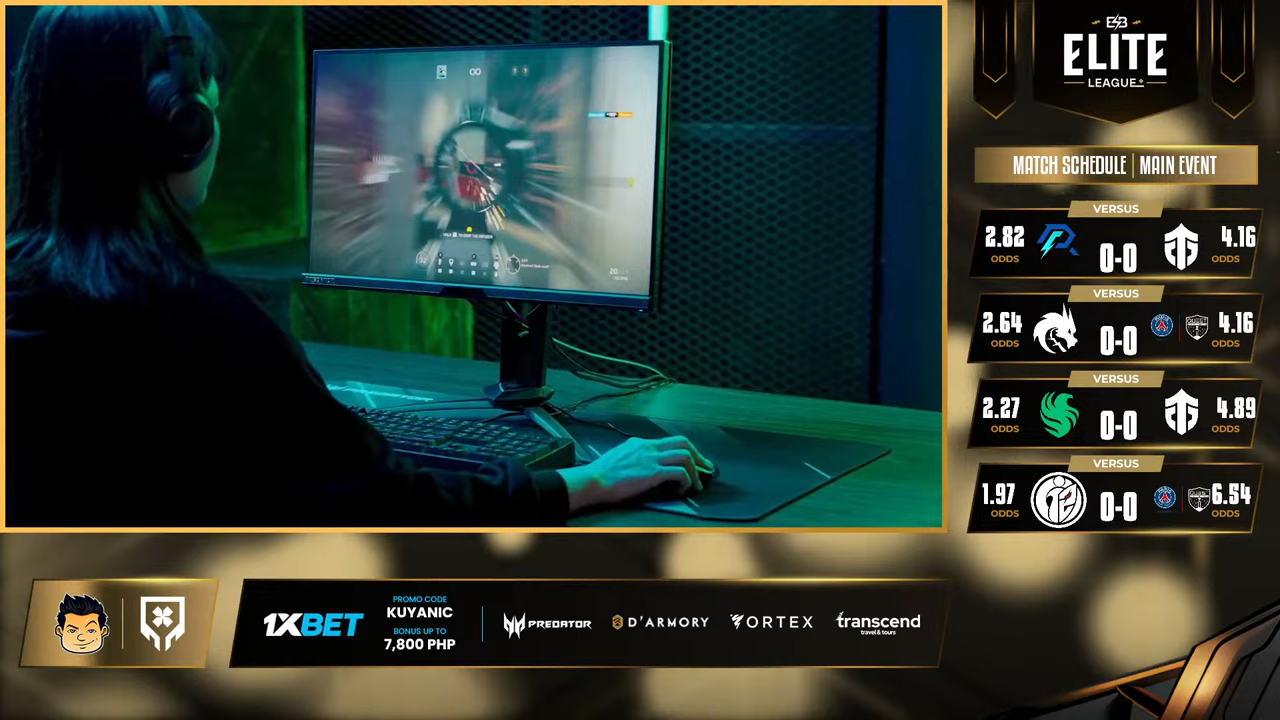 ESB
ELITE
LEAGUE
MATCH SCHEDULE | MAIN EVENT
VERSUS
2.82
ODDS
0-0
4.16
ODDS
VERSUS
2.64
ODDS
0-0
4.16
ODDS
VERSUS
2.27
ODDS
0-0
4.89
ODDS
VERSUS
1.97
ODDS
0-0
6.54
ODDS
1XBET
PROMO CODE
KUYANIC
BONUS UP TO
7,800 PHP
PREDATOR
D'ARMORY
VORTEX
transcend
travel & tours